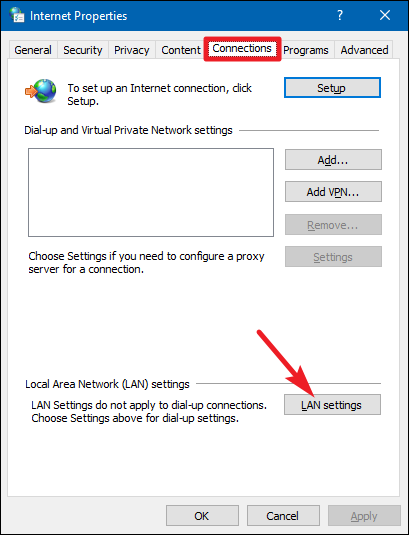 Internet Properties
General Security Privacy Content Connections Programs Advanced
To set up an Internet connection, click
Setup.
Setup
Dial-up and Virtual Private Network settings
Add...
Add VPN...
Remove...
Choose Settings if you need to configure a proxy
server for a connection.
Settings
Local Area Network (LAN) settings
LAN Settings do not apply to dial-up connections.
Choose Settings above for dial-up settings.
LAN settings
OK Cancel Apply